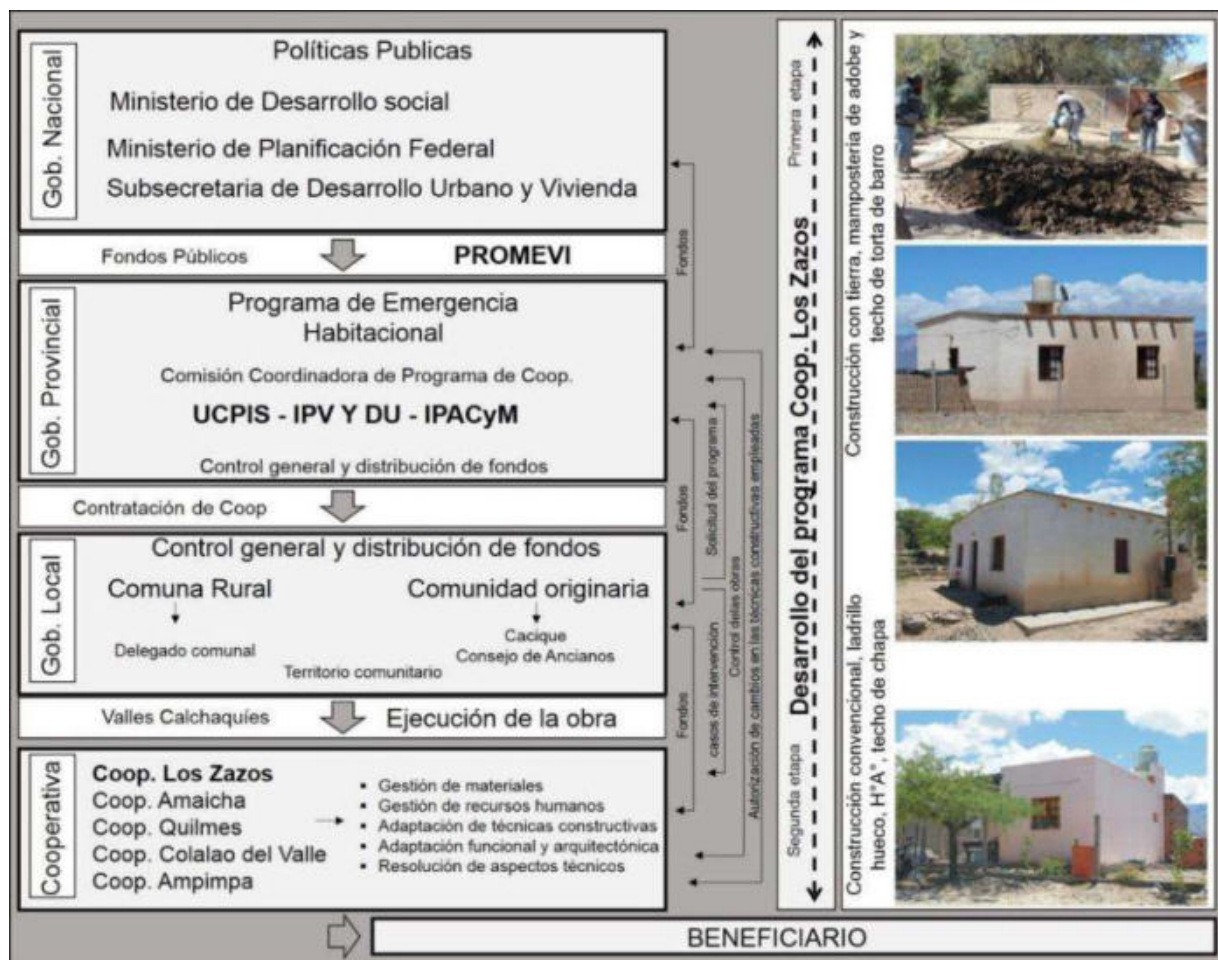 Gob. Nacional
Políticas Publicas
Ministerio de Desarrollo social
Ministerio de Planificación Federal
Subsecretaria de Desarrollo Urbano y Vivienda
Fondos Públicos
PROMEVI
Gob. Provincial
Programa de Emergencia
Habitacional
Comisión Coordinadora de Programa de Coop.
UCPIS - IPV Y DU - IPACyM
Control general y distribución de fondos
Contratación de Coop
Gob. Local
Control general y distribución de fondos
Comuna Rural
Comunidad originaria
Delegado comunal
Cacique
Consejo de Ancianos
Territorio comunitario
Valles Calchaquíes
Ejecución de la obra
Cooperativa
Coop. Los Zazos
Coop. Amaicha
Coop. Quilmes
Coop. Colalao del Valle
Coop. Ampimpa
▪ Gestión de materiales
▪ Gestión de recursos humanos
▪ Adaptación de técnicas constructivas
▪ Adaptación funcional y arquitectónica
▪ Resolución de aspectos técnicos
Fondos
Fondos
Fondos
Solicitud del programa
casos de intervención
Control delas obras
Autorización de cambios en las técnicas constructivas empleadas
Primera etapa
Segunda etapa
Desarrollo del programa Coop. Los Zazos
Construcción con tierra, mampostería de adobe y
techo de torta de barro
Construcción convencional, ladrillo
hueco, H°A°, techo de chapa
BENEFICIARIO